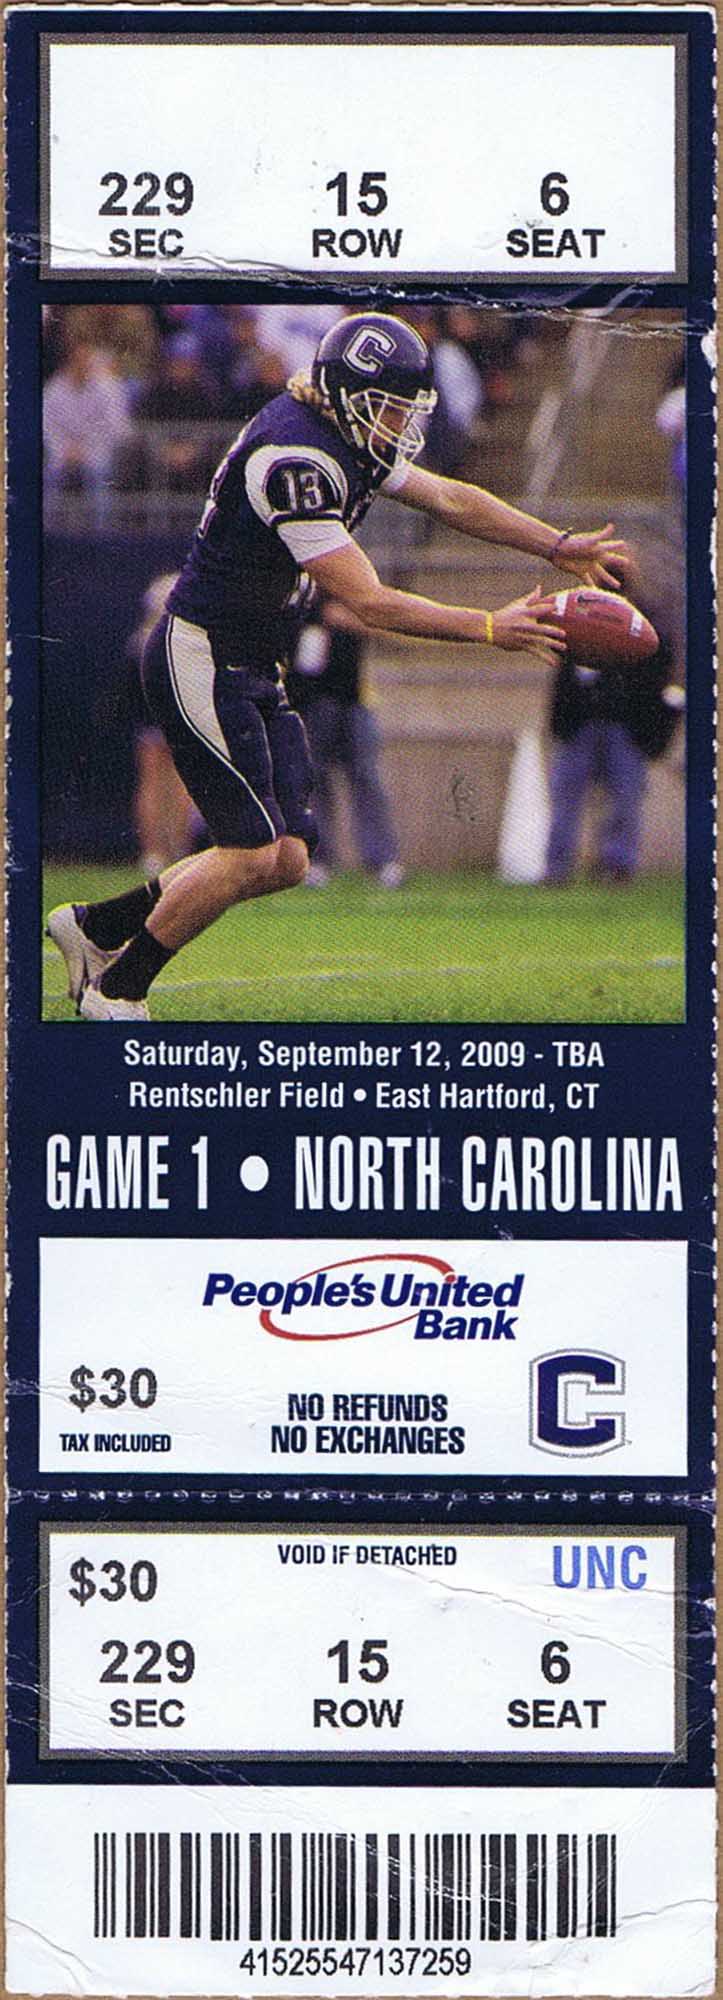 229 15 6
SEC ROW SEAT
C
13
Saturday, September 12, 2009 - TBA
Rentschler Field • East Hartford, CT
GAME 1 • NORTH CAROLINA
People's United
Bank
$30
TAX INCLUDED
NO REFUNDS
NO EXCHANGES
C
VOID IF DETACHED
$30
UNC
229 15 6
SEC ROW SEAT
41525547137259